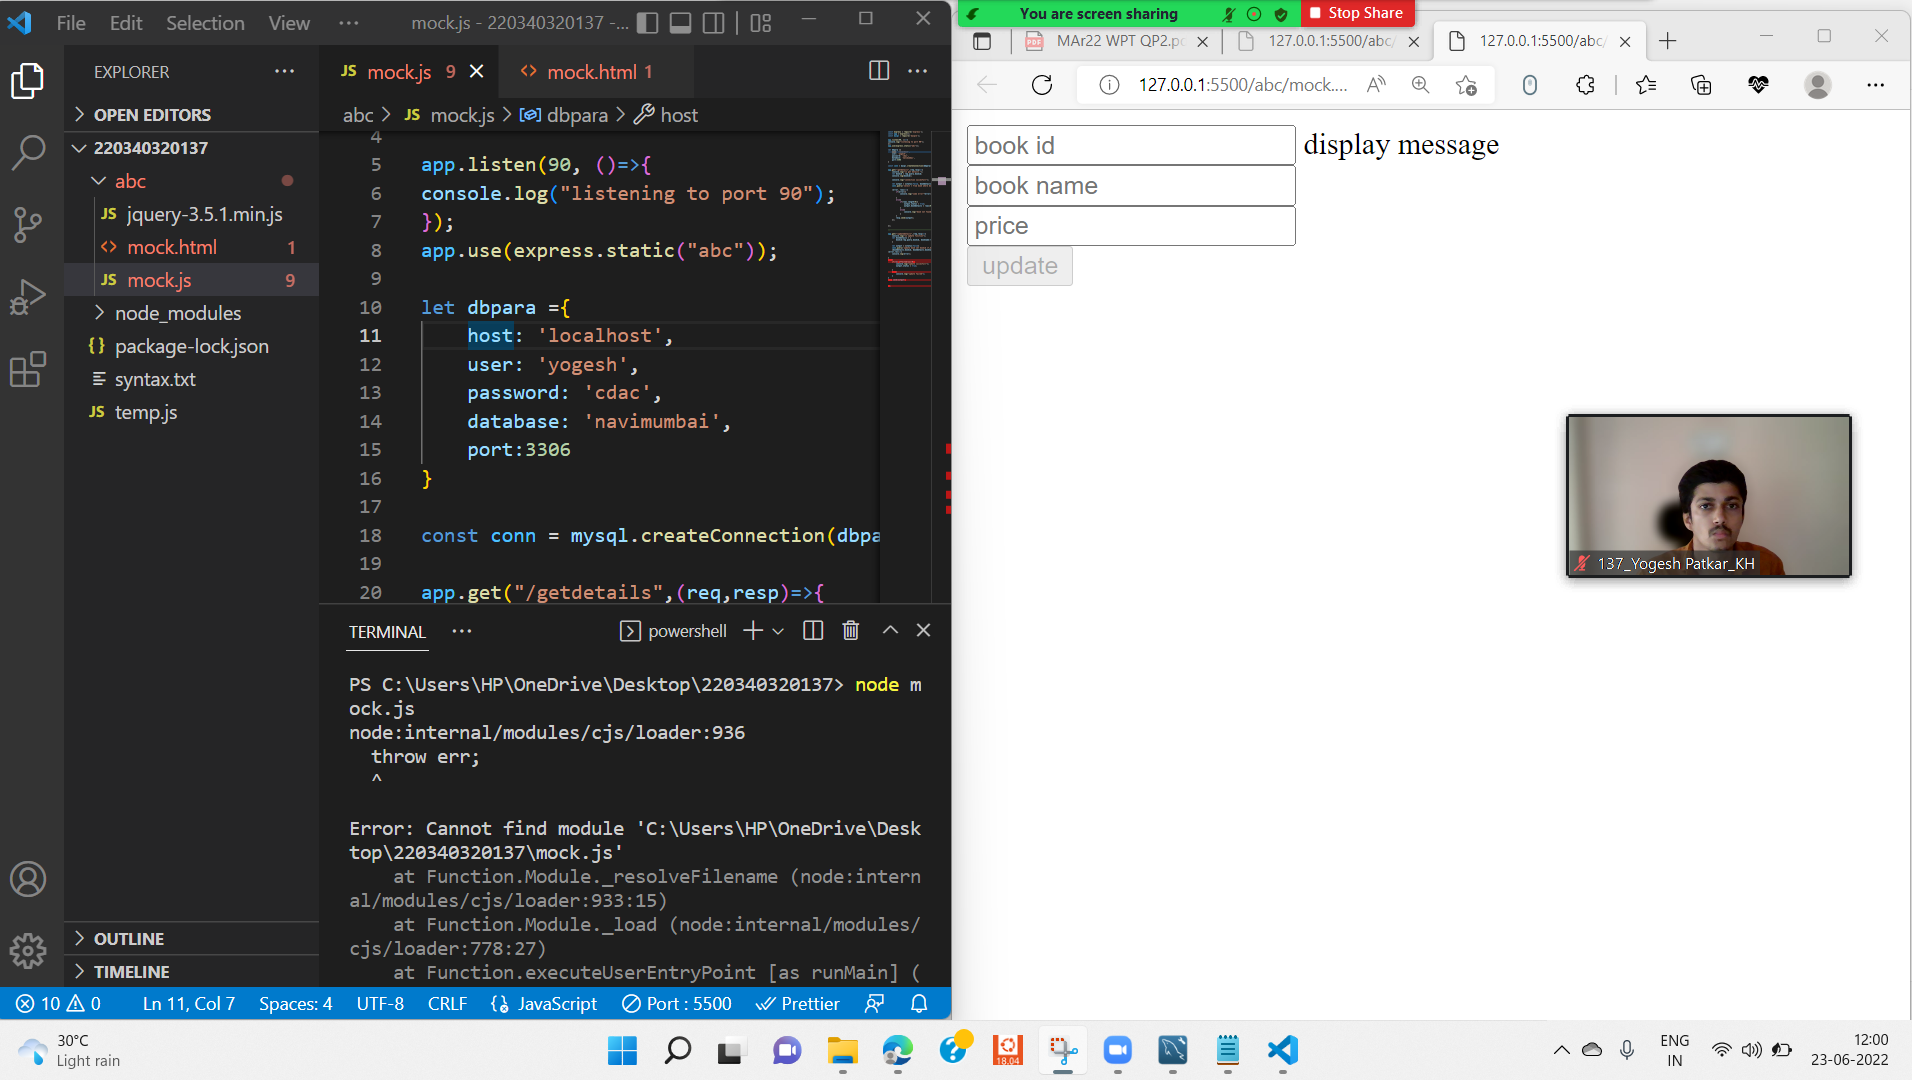 File Edit Selection View ··· mock.js - 220340320137 -...
EXPLORER
OPEN EDITORS
220340320137
abc
JS jquery-3.5.1.min.js
<> mock.html 1
JS mock.js 9
node_modules
{} package-lock.json
syntax.txt
JS temp.js
OUTLINE
TIMELINE
JS mock.js 9
<> mock.html 1
abc > JS mock.js > dbpara > host
4
5 app.listen(90, ()=>{
6 console.log("listening to port 90");
7 });
8 app.use(express.static("abc"));
9
10 let dbpara ={
11 host: 'localhost',
12 user: 'yogesh',
13 password: 'cdac',
14 database: 'navimumbai',
15 port:3306
16 }
17
18 const conn = mysql.createConnection(dbpa
19
20 app.get("/getdetails",(req,resp)=>{
TERMINAL ··· powershell
PS C:\Users\HP\OneDrive\Desktop\220340320137> node m
ock.js
node:internal/modules/cjs/loader:936
throw err;
^
Error: Cannot find module 'C:\Users\HP\OneDrive\Desk
top\220340320137\mock.js'
at Function.Module._resolveFilename (node:intern
al/modules/cjs/loader:933:15)
at Function.Module._load (node:internal/modules/
cjs/loader:778:27)
at Function.executeUserEntryPoint [as runMain] (
10 0 Ln 11, Col 7 Spaces: 4 UTF-8 CRLF {} JavaScript Port : 5500 Prettier
You are screen sharing Stop Share
PDF MAr22 WPT QP2.p
127.0.0.1:5500/abc/
127.0.0.1:5500/abc/
127.0.0.1:5500/abc/mock....
book id display message
book name
price
update
137_Yogesh Patkar_KH
30°C
Light rain
18.04
ENG
IN
12:00
23-06-2022